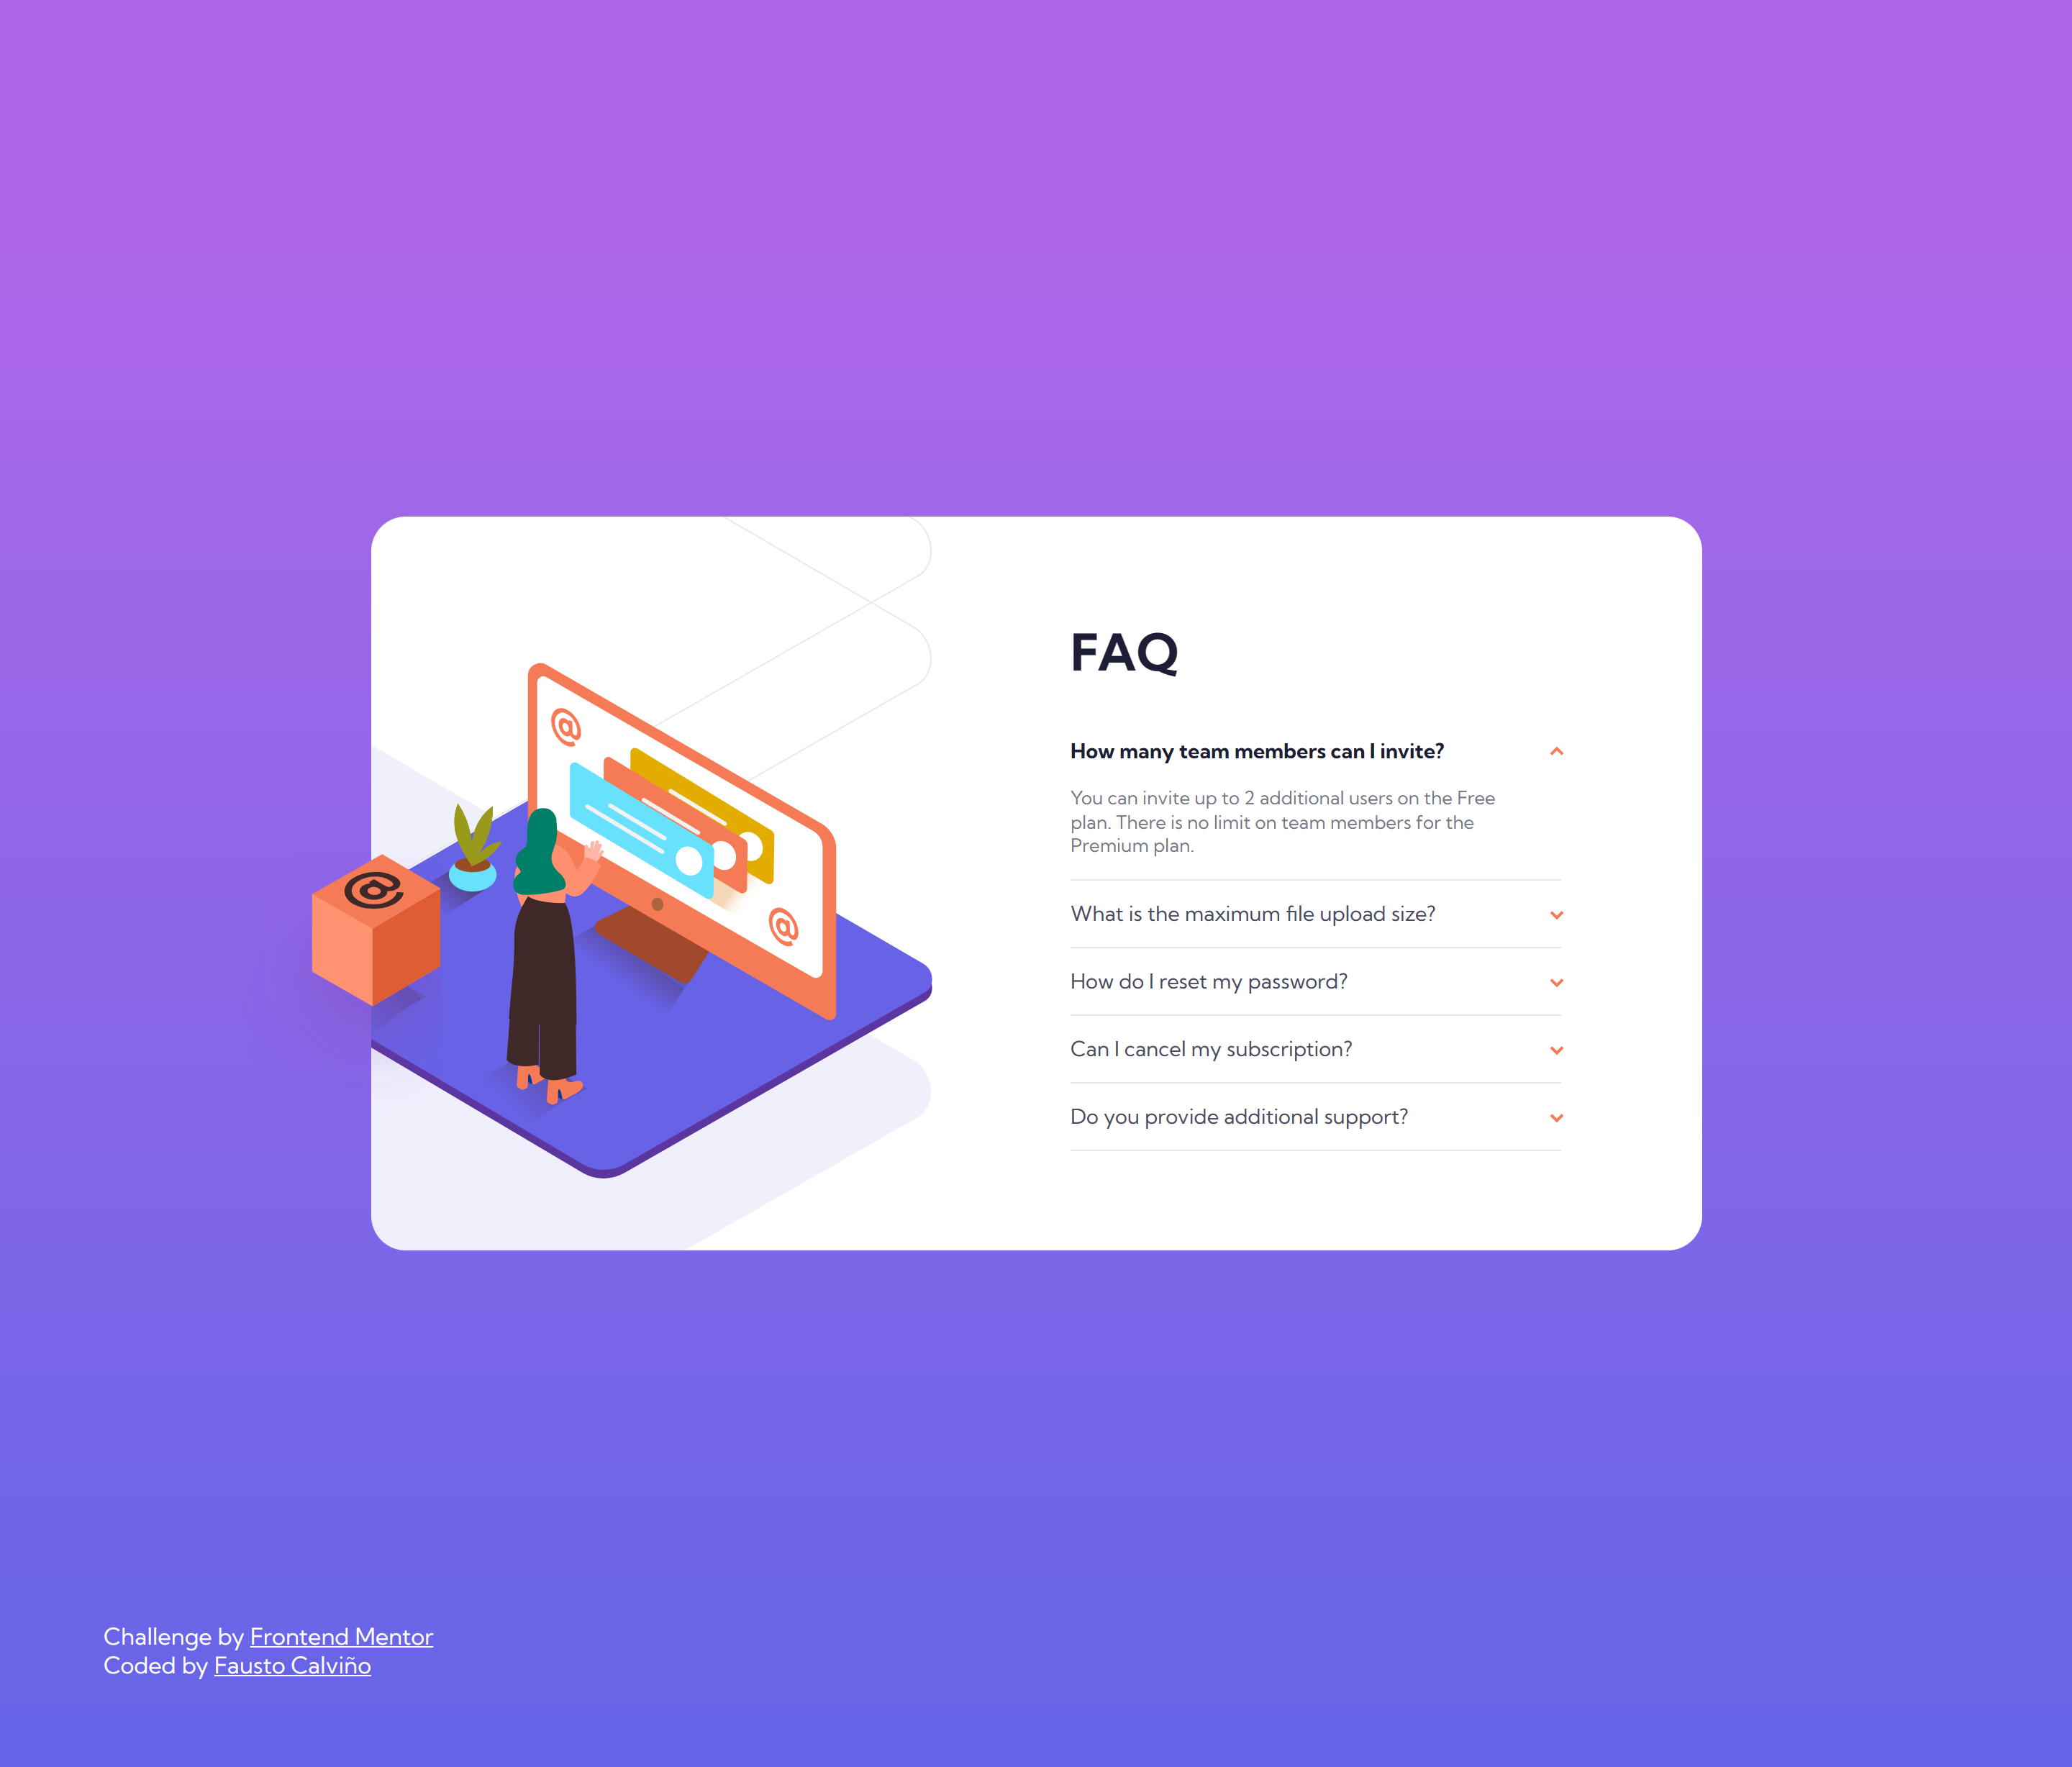 FAQ
How many team members can I invite?
You can invite up to 2 additional users on the Free
plan. There is no limit on team members for the
Premium plan.
What is the maximum file upload size?
How do I reset my password?
Can I cancel my subscription?
Do you provide additional support?
@
@
@
Challenge by Frontend Mentor
Coded by Fausto Calviño